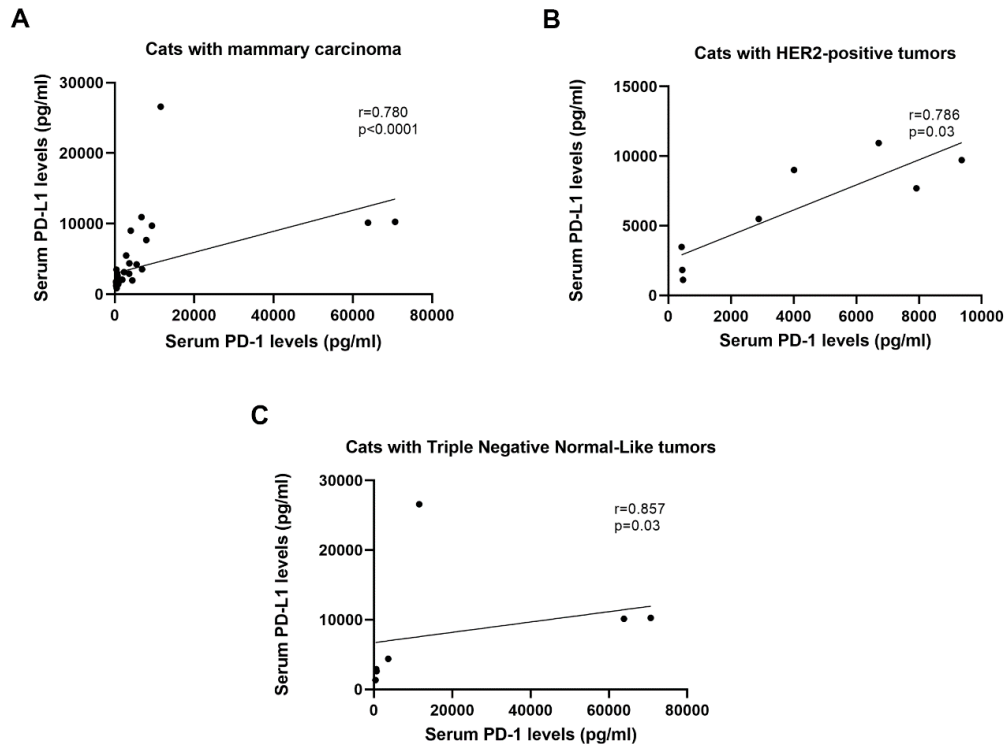 A
Cats with mammary carcinoma
Serum PD-L1 levels (pg/ml)
30000
20000
10000
0
r=0.780
p<0.0001
0 20000 40000 60000 80000
Serum PD-1 levels (pg/ml)
B
Cats with HER2-positive tumors
Serum PD-L1 levels (pg/ml)
15000
10000
5000
0
r=0.786
p=0.03
0 2000 4000 6000 8000 10000
Serum PD-1 levels (pg/ml)
C
Cats with Triple Negative Normal-Like tumors
Serum PD-L1 levels (pg/ml)
30000
20000
10000
0
r=0.857
p=0.03
0 20000 40000 60000 80000
Serum PD-1 levels (pg/ml)